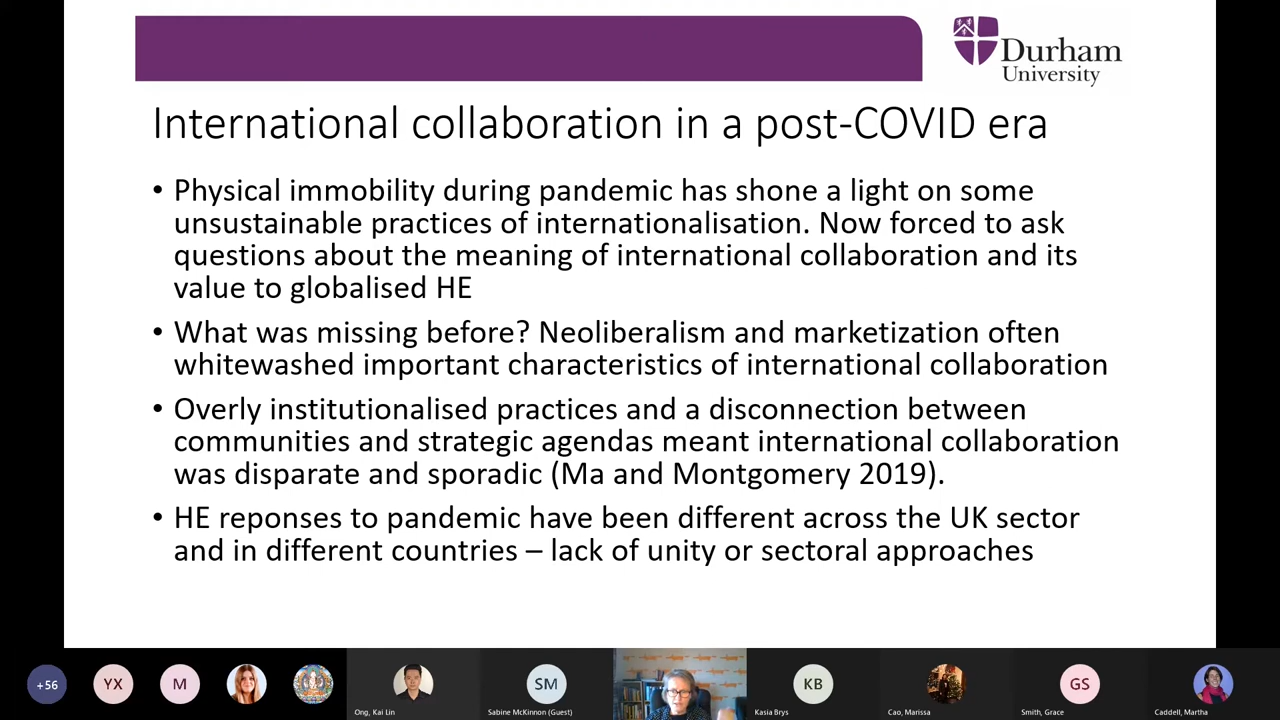 Durham
University
International collaboration in a post-COVID era
• Physical immobility during pandemic has shone a light on some
unsustainable practices of internationalisation. Now forced to ask
questions about the meaning of international collaboration and its
value to globalised HE
• What was missing before? Neoliberalism and marketization often
whitewashed important characteristics of international collaboration
• Overly institutionalised practices and a disconnection between
communities and strategic agendas meant international collaboration
was disparate and sporadic (Ma and Montgomery 2019).
• HE reponses to pandemic have been different across the UK sector
and in different countries – lack of unity or sectoral approaches
+56
YX
M
SM
KB
GS
Ong, Kai Lin
Sabine McKinnon (Guest)
Kasia Brys
Cao, Marissa
Smith, Grace
Caddell, Martha